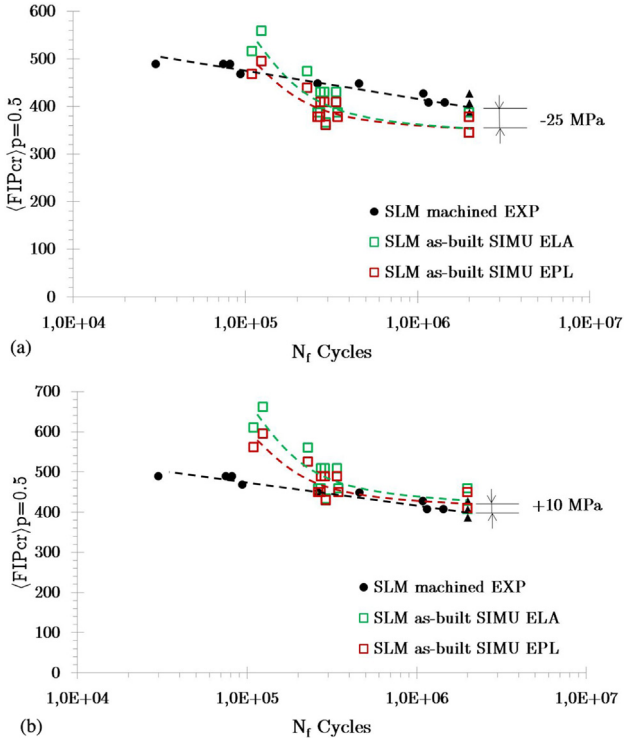 600
500
400
300
200
100
0
⟨FIPcr⟩p=0.5
-25 MPa
SLM machined EXP
SLM as-built SIMU ELA
SLM as-built SIMU EPL
1,0E+04 1,0E+05 1,0E+06 1,0E+07
(a)
Nf Cycles
700
600
500
400
300
200
100
0
⟨FIPcr⟩p=0.5
+10 MPa
SLM machined EXP
SLM as-built SIMU ELA
SLM as-built SIMU EPL
1,0E+04 1,0E+05 1,0E+06 1,0E+07
(b)
Nf Cycles